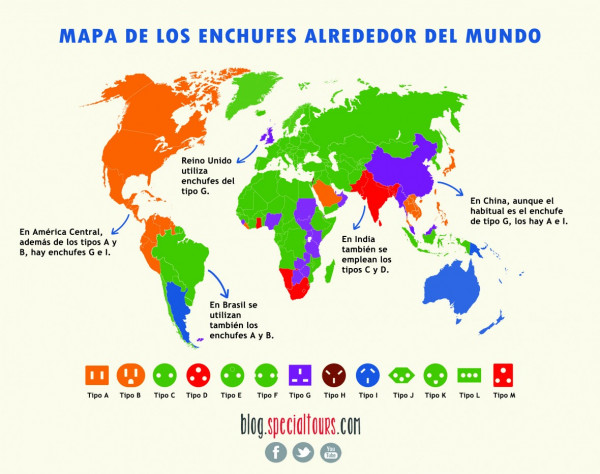 MAPA DE LOS ENCHUFES ALREDEDOR DEL MUNDO
Reino Unido
utiliza
enchufes del
tipo G.
En América Central,
además de los tipos A y
B, hay enchufes G e I.
En China, aunque el
habitual es el enchufe
de tipo G, los hay A e I.
En India
también se
emplean los
tipos C y D.
En Brasil se
utilizan
también los
enchufes A y B.
Tipo A
Tipo B
Tipo C
Tipo D
Tipo E
Tipo F
Tipo G
Tipo H
Tipo I
Tipo J
Tipo K
Tipo L
Tipo M
blog.specialtours.com
f
You
Tube